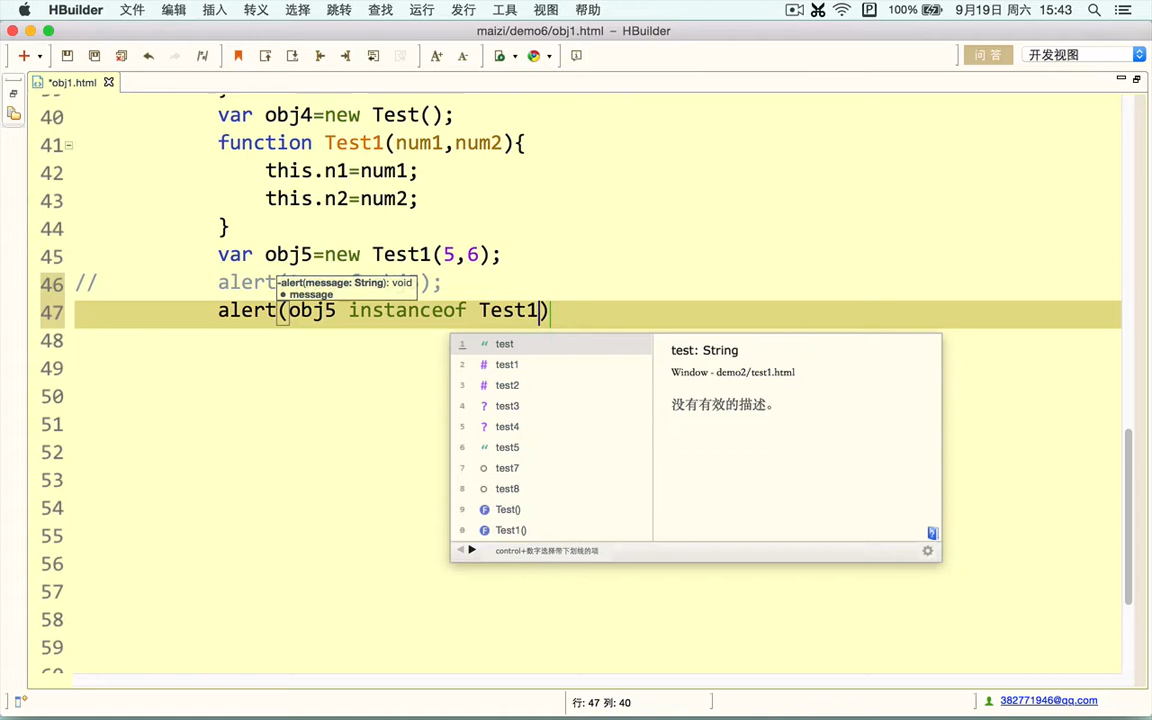 HBuilder 文件 编辑 插入 转义 选择 跳转 查找 运行 发行 工具 视图 帮助 100% 9月19日 周六 15:43
maizi/demo6/obj1.html – HBuilder
问 答 开发视图
*obj1.html
40 var obj4=new Test();
41 function Test1(num1,num2){
42 this.n1=num1;
43 this.n2=num2;
44 }
45 var obj5=new Test1(5,6);
46 // alert );
-alert(message: String): void
message
47 alert(obj5 instanceof Test1)
48
49
50
51
52
53
54
55
56
57
58
59
1 test
2 test1
3 test2
4 test3
5 test4
6 test5
7 test7
8 test8
9 Test()
0 Test1()
test: String
Window - demo2/test1.html
没有有效的描述。
control+数字选择带下划线的项
行: 47 列: 40
382771946@qq.com